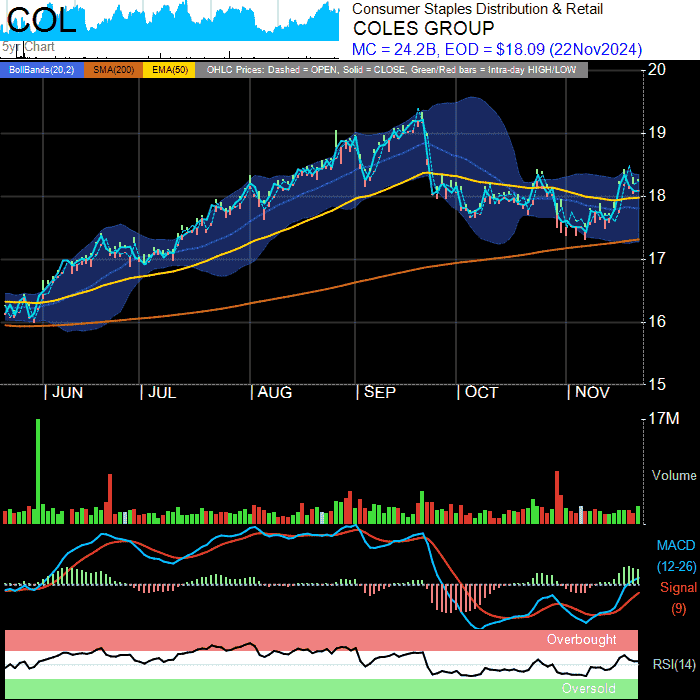 COL
5yr Chart
Consumer Staples Distribution & Retail
COLES GROUP
MC = 24.2B, EOD = $18.09 (22Nov2024)
BollBands(20,2) SMA(200) EMA(50) OHLC Prices: Dashed = OPEN, Solid = CLOSE, Green/Red bars = Intra-day HIGH/LOW
20
19
18
17
16
15
JUN JUL AUG SEP OCT NOV
17M
Volume
MACD
(12-26)
Signal
(9)
Overbought
RSI(14)
Oversold